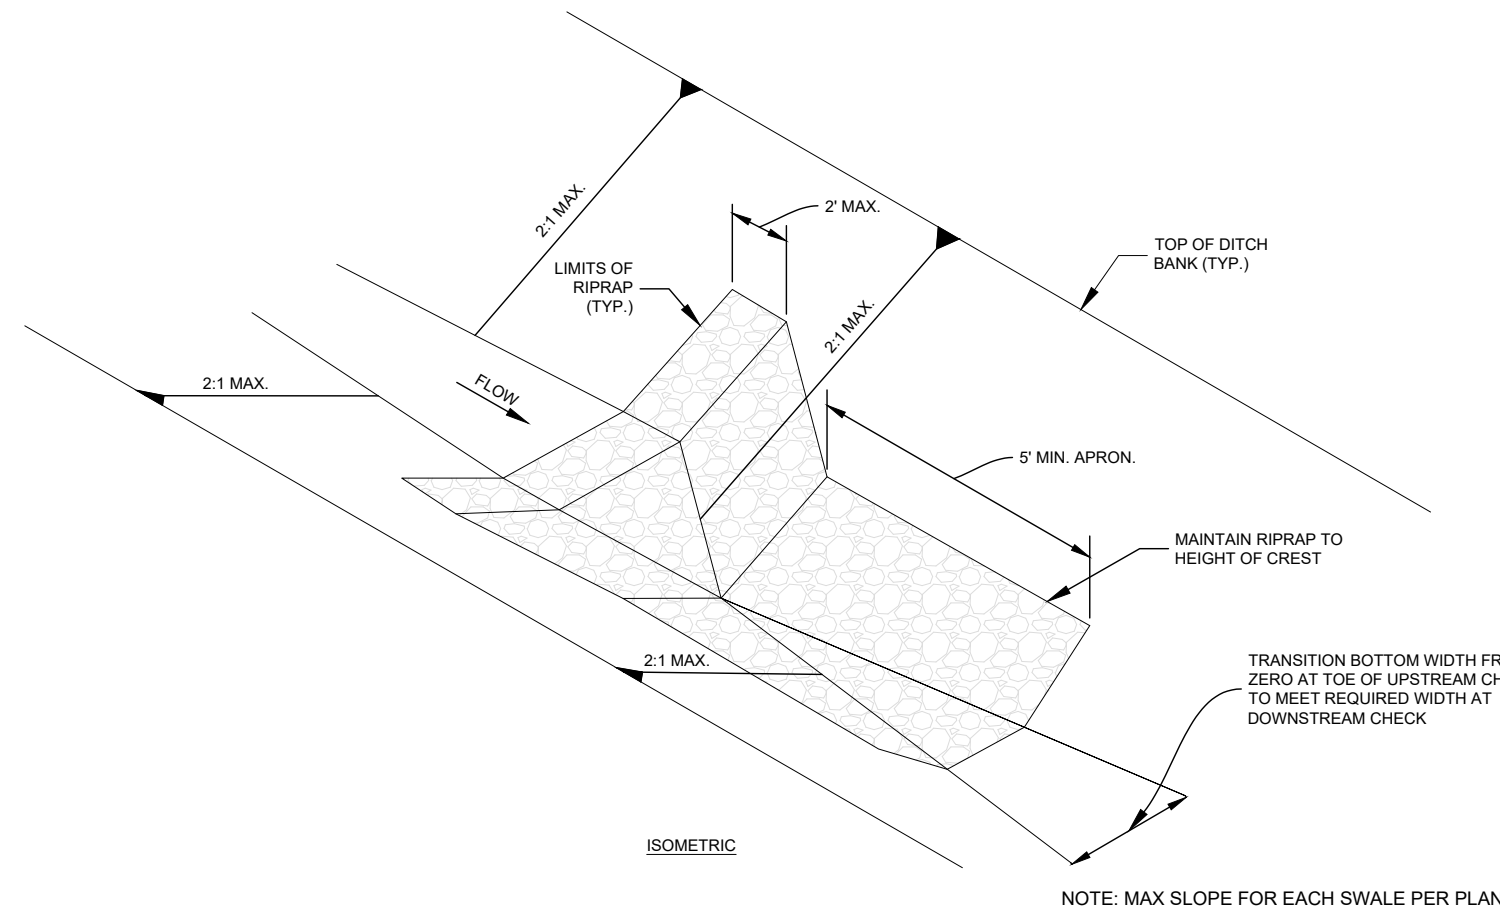 2:1 MAX.
2' MAX.
LIMITS OF
RIPRAP
(TYP.)
TOP OF DITCH
BANK (TYP.)
2:1 MAX.
2:1 MAX.
FLOW
5' MIN. APRON.
MAINTAIN RIPRAP TO
HEIGHT OF CREST
2:1 MAX.
TRANSITION BOTTOM WIDTH
ZERO AT TOE OF UPSTREAM
TO MEET REQUIRED WIDTH AT
DOWNSTREAM CHECK
ISOMETRIC
NOTE: MAX SLOPE FOR EACH SWALE PER PLAN